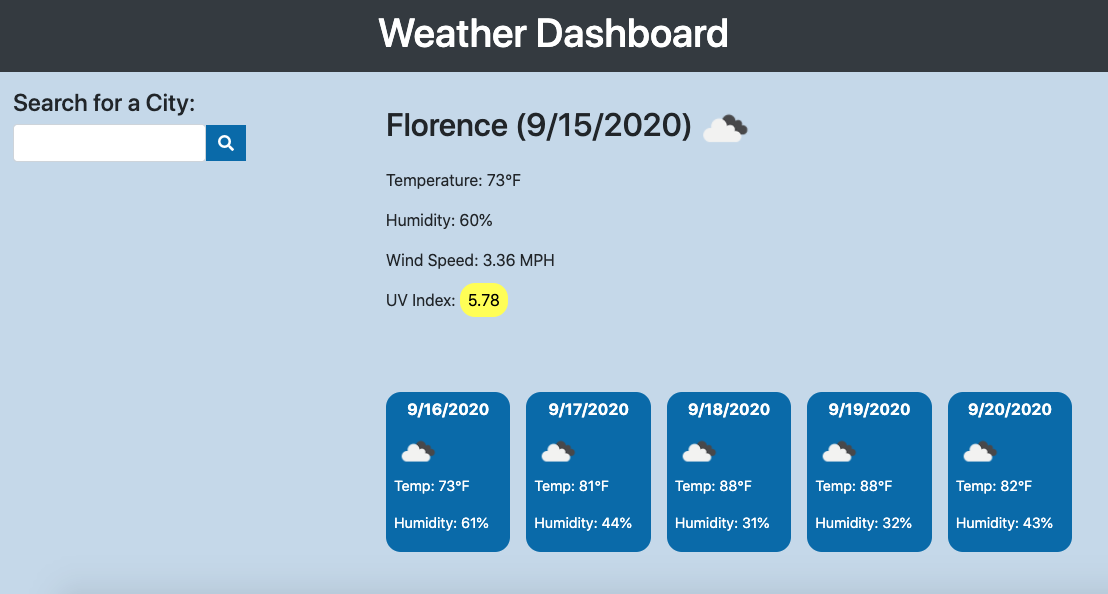 Weather Dashboard
Search for a City:
Florence (9/15/2020)
Temperature: 73°F
Humidity: 60%
Wind Speed: 3.36 MPH
UV Index: 5.78
9/16/2020
Temp: 73°F
Humidity: 61%
9/17/2020
Temp: 81°F
Humidity: 44%
9/18/2020
Temp: 88°F
Humidity: 31%
9/19/2020
Temp: 88°F
Humidity: 32%
9/20/2020
Temp: 82°F
Humidity: 43%